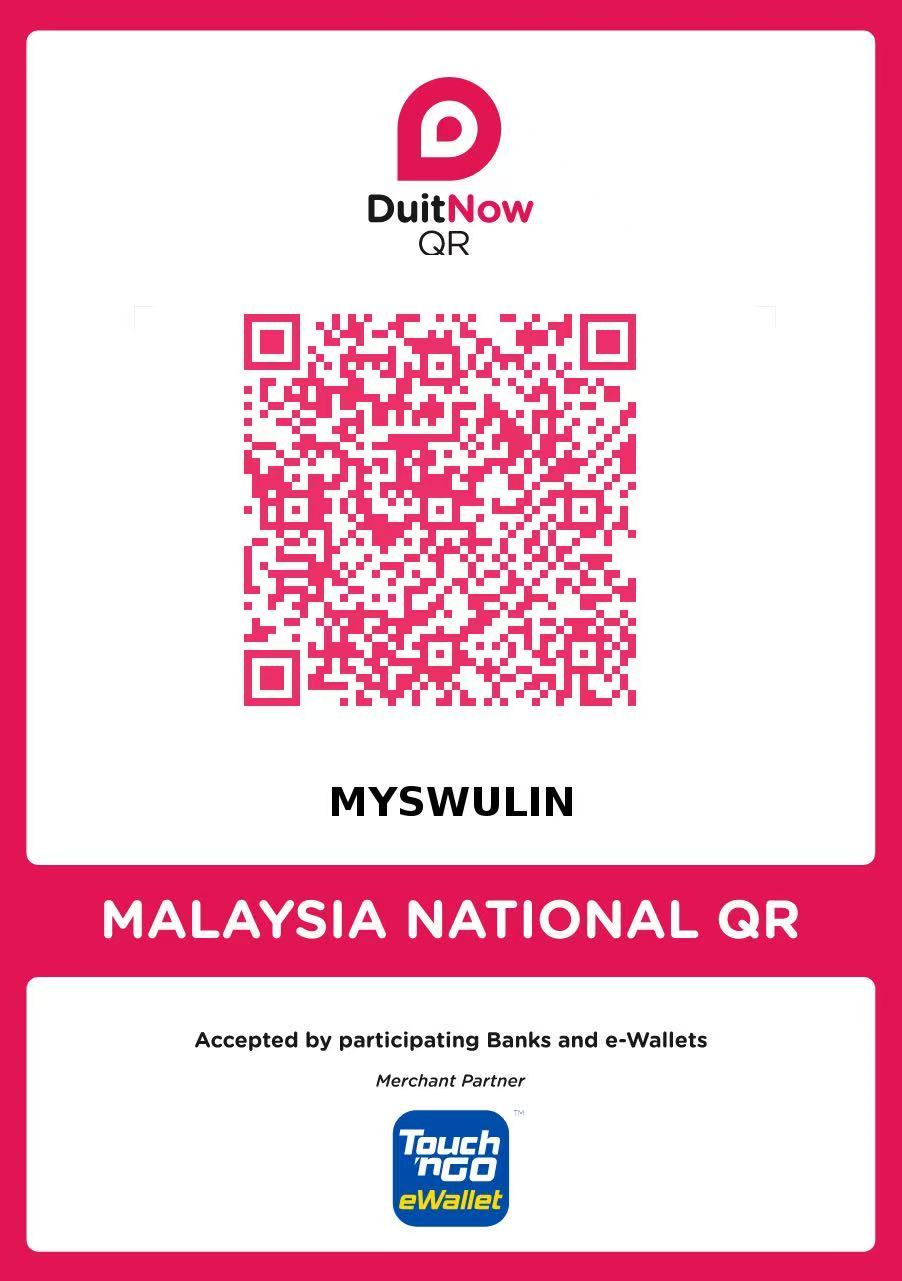 DuitNow
QR
MYSWULIN
MALAYSIA NATIONAL QR
Accepted by participating Banks and e-Wallets
Merchant Partner
TM
Touch
'nGO
eWallet